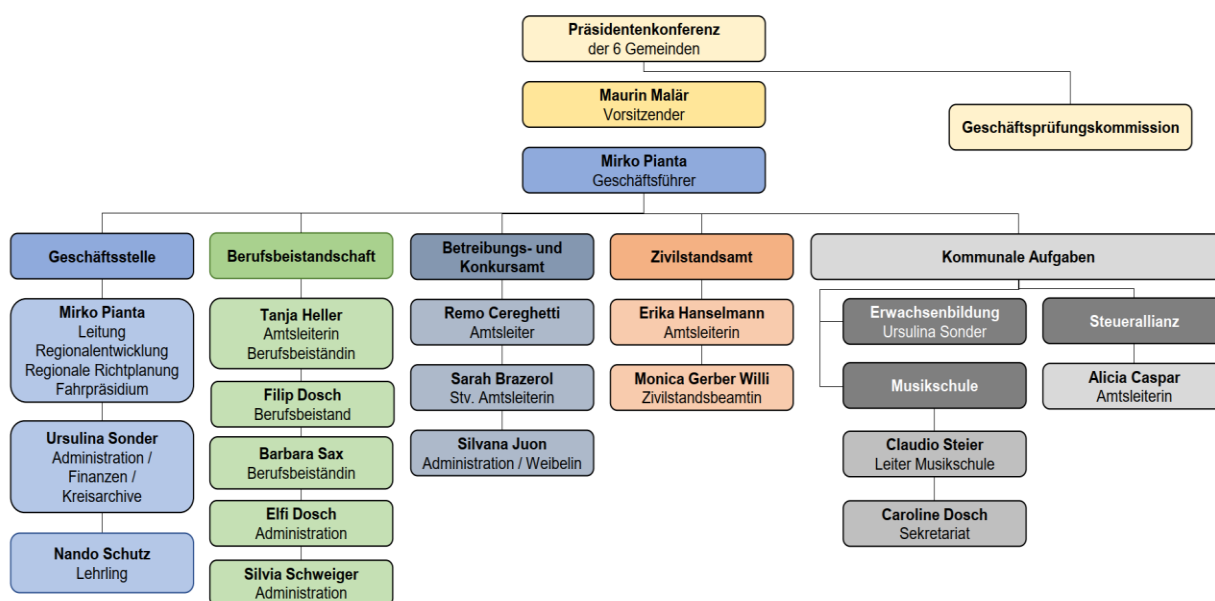 Präsidentenkonferenz
der 6 Gemeinden
Maurin Malär
Vorsitzender
Geschäftsprüfungskommission
Mirko Pianta
Geschäftsführer
Geschäftsstelle
Mirko Pianta
Leitung
Regionalentwicklung
Regionale Richtplanung
Fahrpräsidium
Ursulina Sonder
Administration /
Finanzen /
Kreisarchive
Nando Schutz
Lehrling
Berufsbeistandschaft
Tanja Heller
Amtsleiterin
Berufsbeiständin
Filip Dosch
Berufsbeistand
Barbara Sax
Berufsbeiständin
Elfi Dosch
Administration
Silvia Schweiger
Administration
Betreibungs- und
Konkursamt
Remo Cereghetti
Amtsleiter
Sarah Brazerol
Stv. Amtsleiterin
Silvana Juon
Administration / Weibelin
Zivilstandsamt
Erika Hanselmann
Amtsleiterin
Monica Gerber Willi
Zivilstandsbeamtin
Kommunale Aufgaben
Erwachsenbildung
Ursulina Sonder
Musikschule
Claudio Steier
Leiter Musikschule
Caroline Dosch
Sekretariat
Steuerallianz
Alicia Caspar
Amtsleiterin